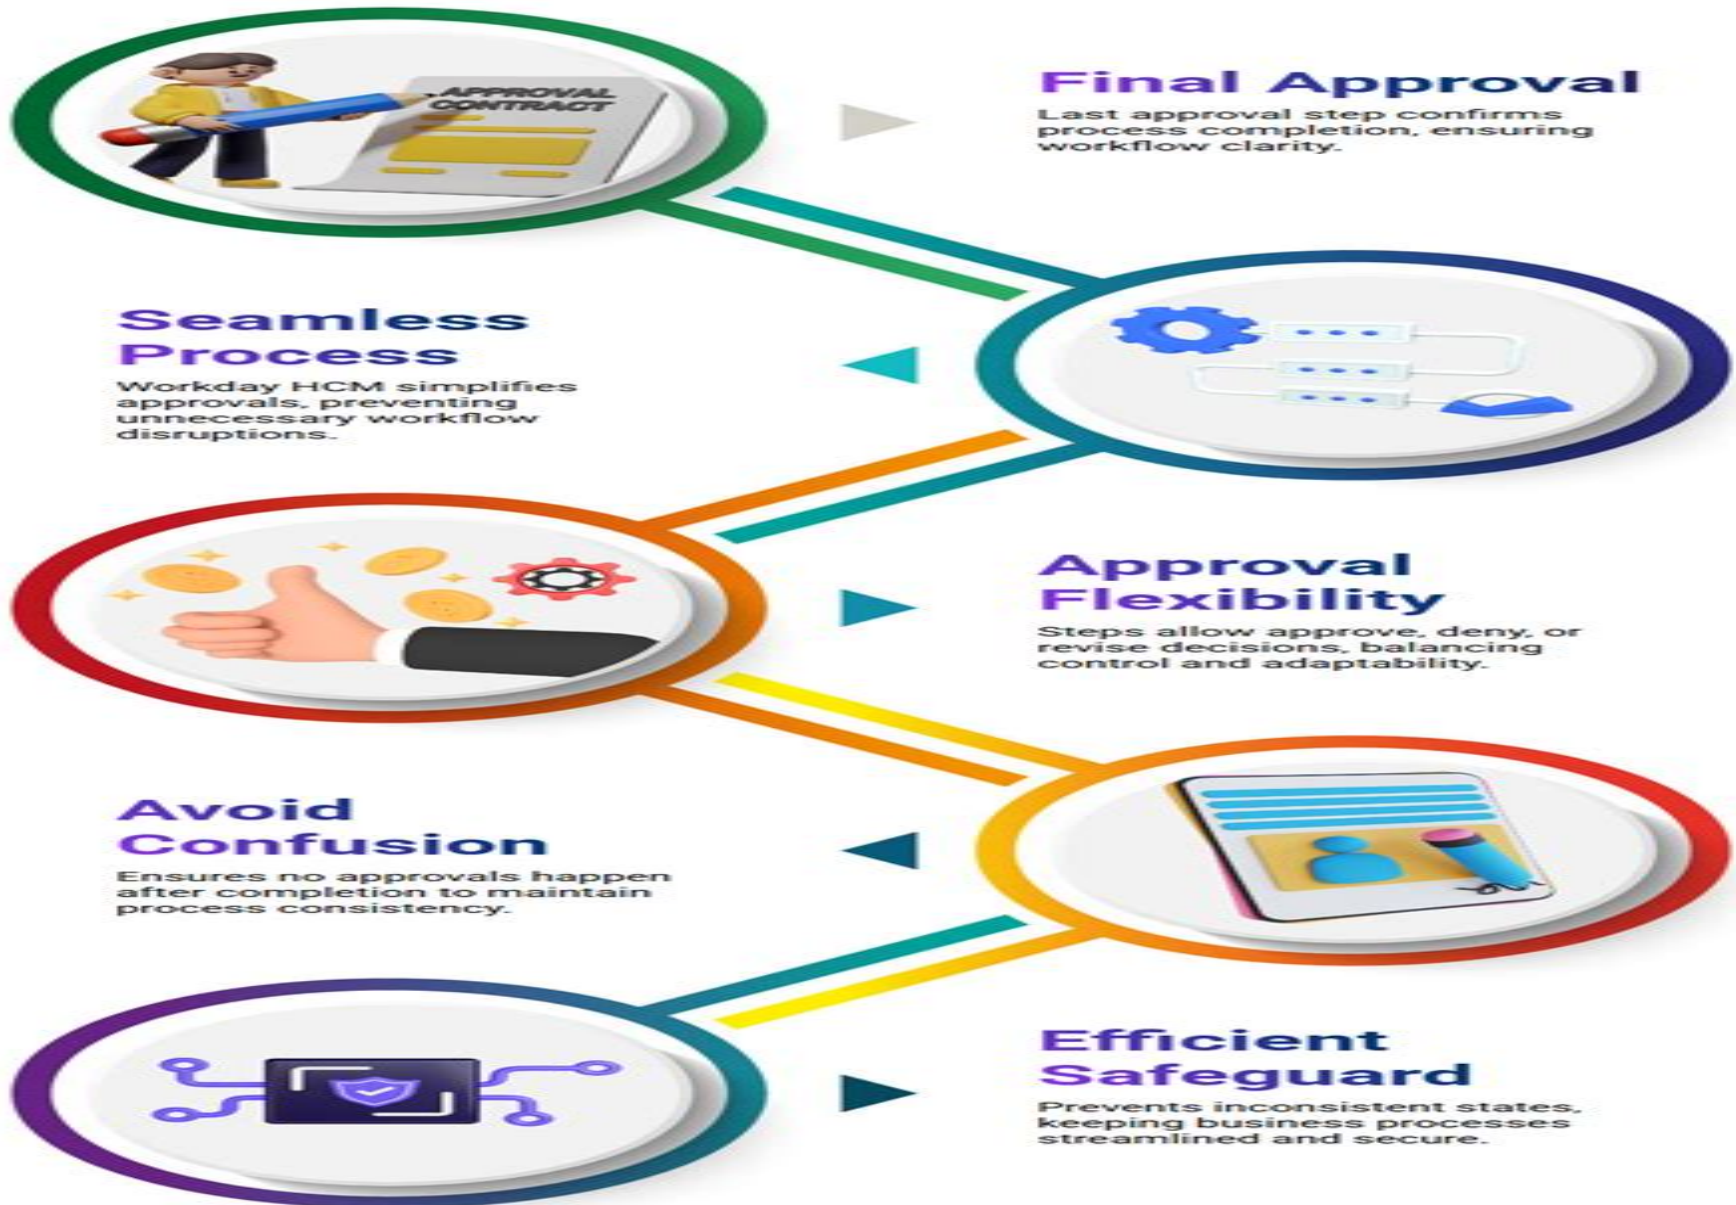 APPROVAL
CONTRACT
Final Approval
Last approval step confirms
process completion, ensuring
workflow clarity.
Seamless
Process
Workday HCM simplifies
approvals, preventing
unnecessary workflow
disruptions.
Approval
Flexibility
Steps allow approve, deny, or
revise decisions, balancing
control and adaptability.
Avoid
Confusion
Ensures no approvals happen
after completion to maintain
process consistency.
Efficient
Safeguard
Prevents inconsistent states,
keeping business processes
streamlined and secure.